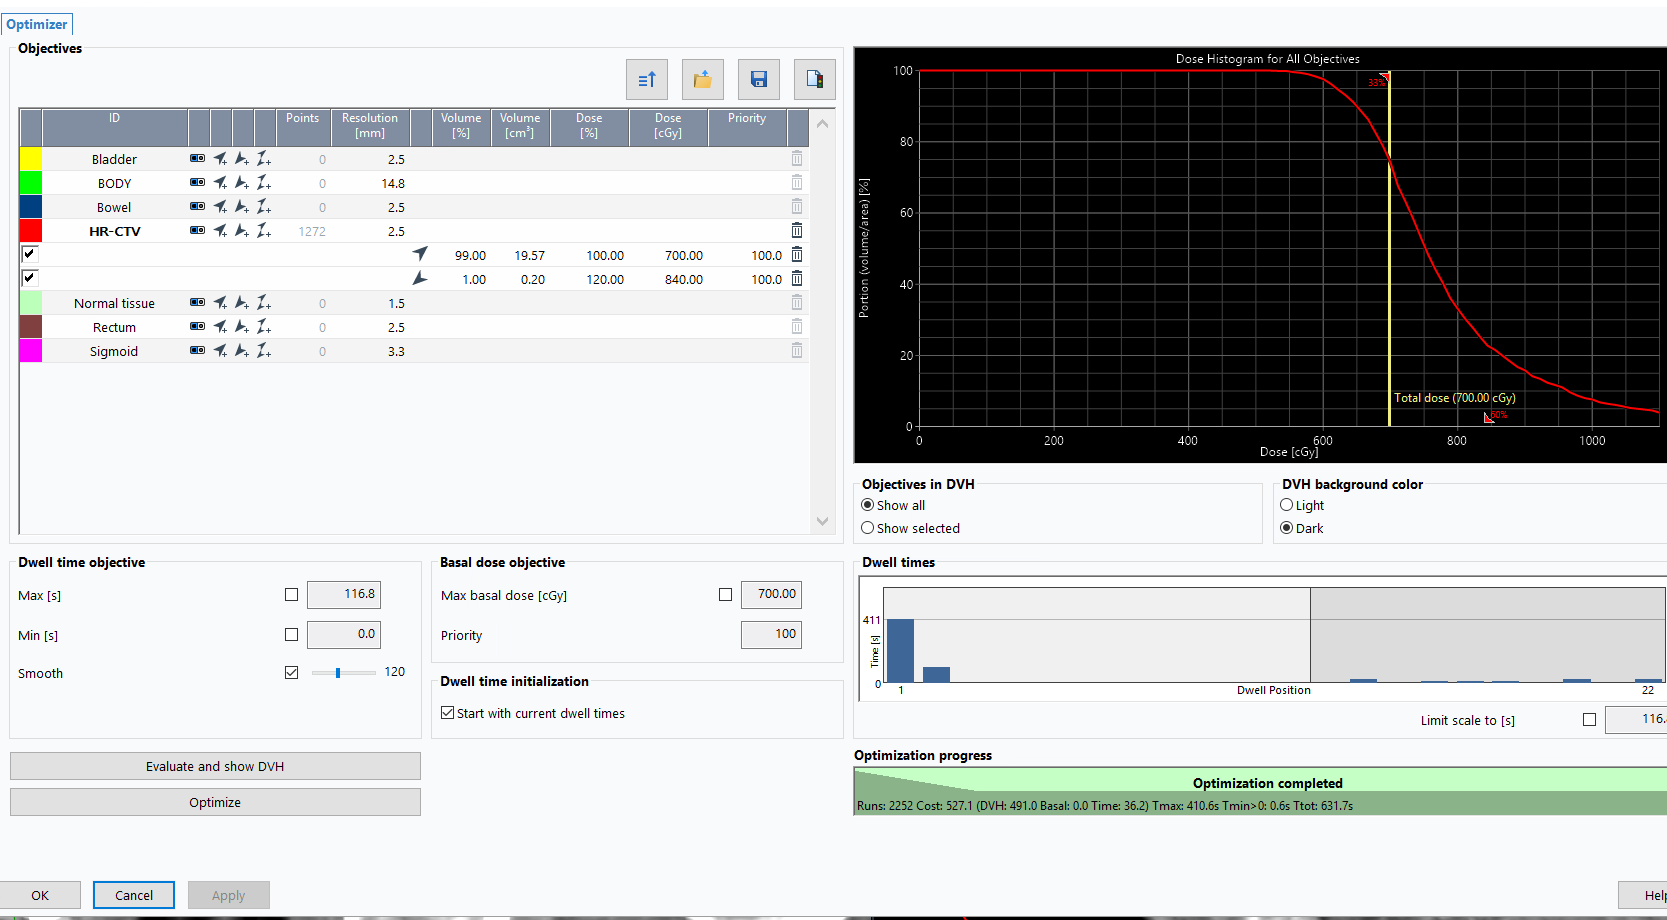 Optimizer
Objectives
ID Points Resolution [mm] Volume [%] Volume [cm³] Dose [%] Dose [cGy] Priority
Bladder 0 2.5
BODY 0 14.8
Bowel 0 2.5
HR-CTV 1272 2.5
99.00 19.57 100.00 700.00 100.0
1.00 0.20 120.00 840.00 100.0
Normal tissue 0 1.5
Rectum 0 2.5
Sigmoid 0 3.3
Dose Histogram for All Objectives
100
33%
80
60
40
20
0
Portion (volume/area) [%]
Total dose (700.00 cGy)
60%
0 200 400 600 800 1000
Dose [cGy]
Objectives in DVH
Show all
Show selected
DVH background color
Light
Dark
Dwell time objective
Max [s] 116.8
Min [s] 0.0
Smooth 120
Basal dose objective
Max basal dose [cGy] 700.00
Priority 100
Dwell time initialization
Start with current dwell times
Dwell times
411
Time [s]
0
1 Dwell Position 22
Limit scale to [s] 116.
Evaluate and show DVH
Optimize
Optimization progress
Optimization completed
Runs: 2252 Cost: 527.1 (DVH: 491.0 Basal: 0.0 Time: 36.2) Tmax: 410.6s Tmin>0: 0.6s Ttot: 631.7s
OK Cancel Apply Help